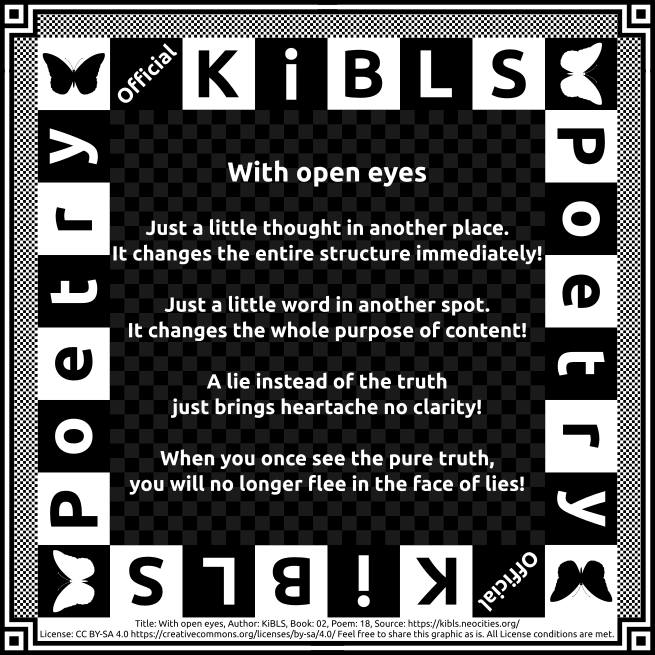 Official
KiBLS
Poetry
Poetry
With open eyes
Just a little thought in another place.
It changes the entire structure immediately!
Just a little word in another spot.
It changes the whole purpose of content!
A lie instead of the truth
just brings heartache no clarity!
When you once see the pure truth,
you will no longer flee in the face of lies!
Official
KiBLS
Title: With open eyes, Author: KiBLS, Book: 02, Poem: 18, Source: https://kibls.neocities.org/
License: CC BY-SA 4.0 https://creativecommons.org/licenses/by-sa/4.0/ Feel free to share this graphic as is. All License conditions are met.